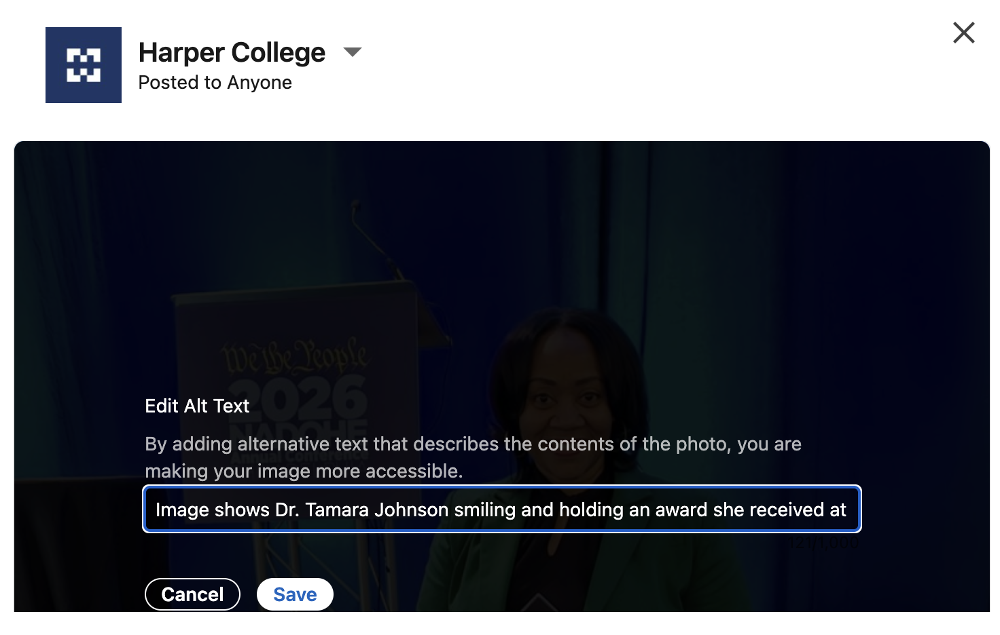 Harper College
Posted to Anyone
We the People
2026
NADOHE
Annual Conference
Edit Alt Text
By adding alternative text that describes the contents of the photo, you are
making your image more accessible.
Image shows Dr. Tamara Johnson smiling and holding an award she received at
121/1,000
Cancel
Save